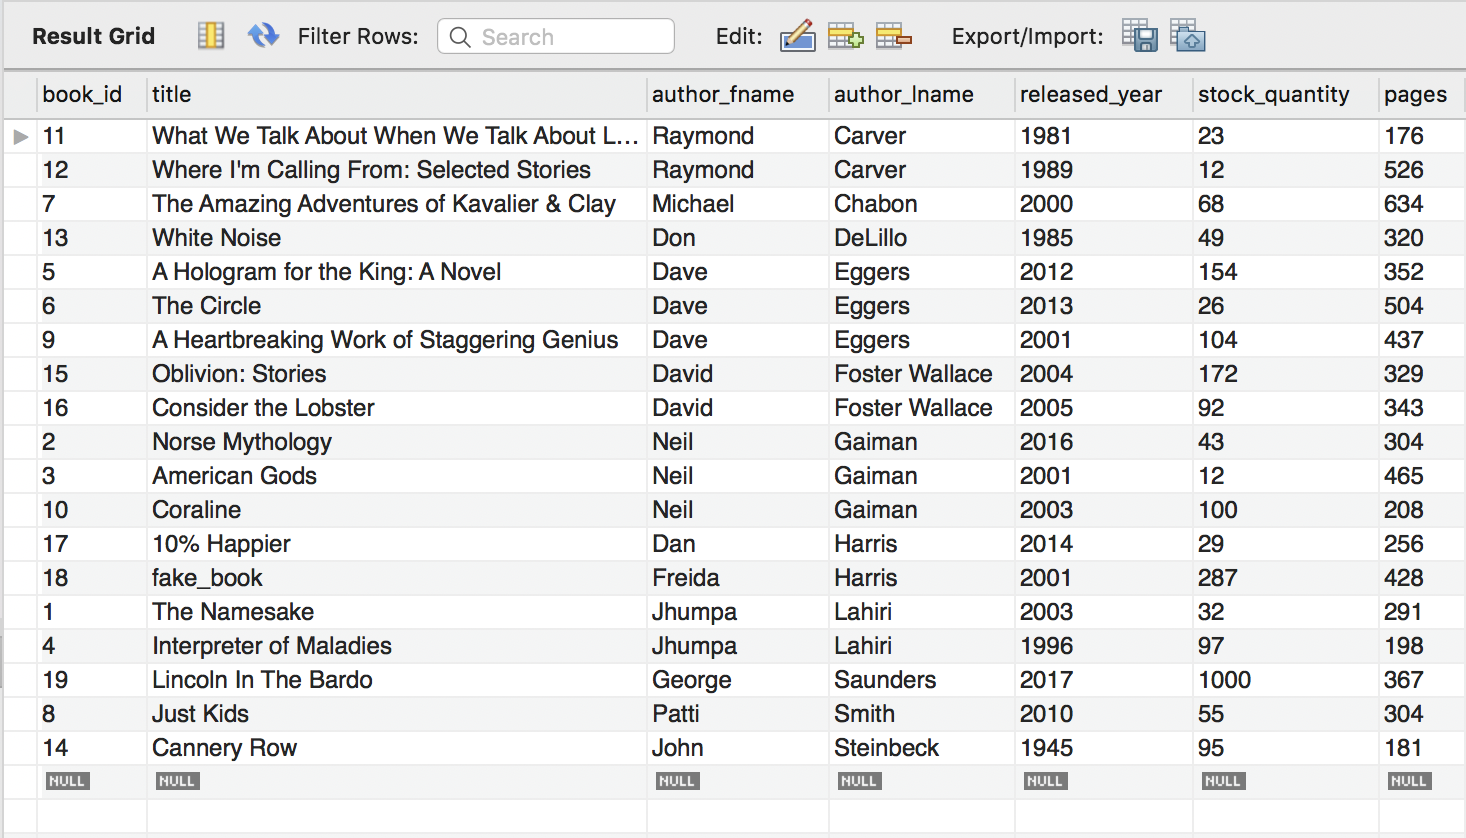 Result Grid Filter Rows: Search Edit: Export/Import:
book_id title author_fname author_lname released_year stock_quantity pages
11 What We Talk About When We Talk About L... Raymond Carver 1981 23 176
12 Where I'm Calling From: Selected Stories Raymond Carver 1989 12 526
7 The Amazing Adventures of Kavalier & Clay Michael Chabon 2000 68 634
13 White Noise Don DeLillo 1985 49 320
5 A Hologram for the King: A Novel Dave Eggers 2012 154 352
6 The Circle Dave Eggers 2013 26 504
9 A Heartbreaking Work of Staggering Genius Dave Eggers 2001 104 437
15 Oblivion: Stories David Foster Wallace 2004 172 329
16 Consider the Lobster David Foster Wallace 2005 92 343
2 Norse Mythology Neil Gaiman 2016 43 304
3 American Gods Neil Gaiman 2001 12 465
10 Coraline Neil Gaiman 2003 100 208
17 10% Happier Dan Harris 2014 29 256
18 fake_book Freida Harris 2001 287 428
1 The Namesake Jhumpa Lahiri 2003 32 291
4 Interpreter of Maladies Jhumpa Lahiri 1996 97 198
19 Lincoln In The Bardo George Saunders 2017 1000 367
8 Just Kids Patti Smith 2010 55 304
14 Cannery Row John Steinbeck 1945 95 181
NULL NULL NULL NULL NULL NULL NULL